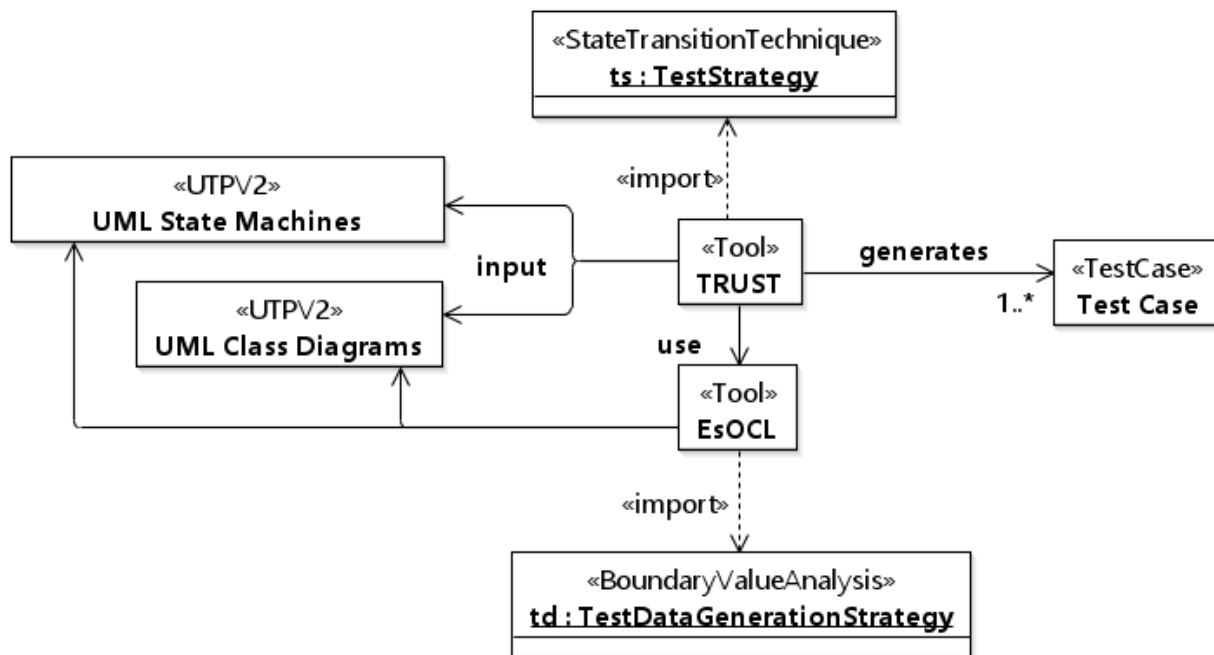 «StateTransitionTechnique»
ts : TestStrategy
«import»
«UTPV2»
UML State Machines
input
«Tool»
TRUST
generates
1..*
«TestCase»
Test Case
«UTPV2»
UML Class Diagrams
use
«Tool»
EsOCL
«import»
«BoundaryValueAnalysis»
td : TestDataGenerationStrategy